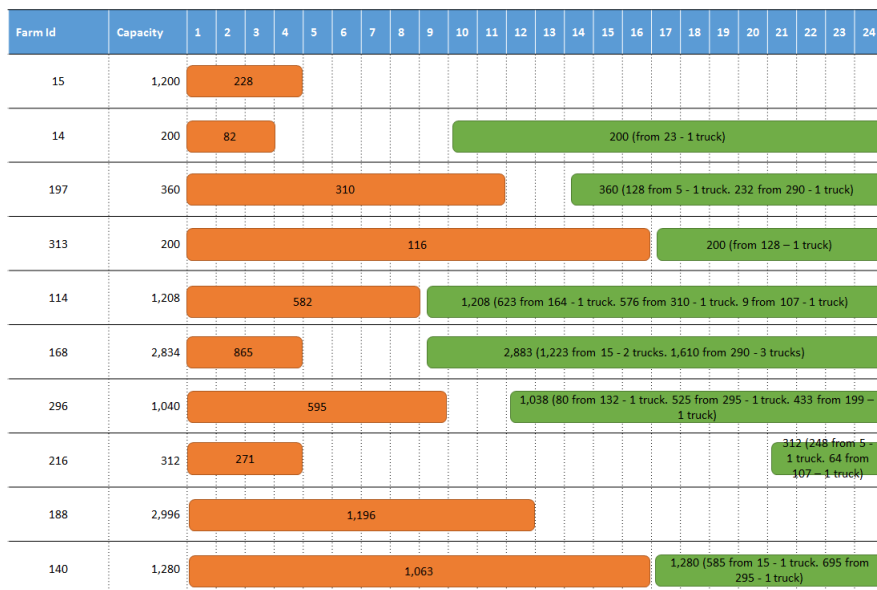 Farm Id Capacity 1 2 3 4 5 6 7 8 9 10 11 12 13 14 15 16 17 18 19 20 21 22 23 24
15 1,200 228
14 200 82 200 (from 23 - 1 truck)
197 360 310 360 (128 from 5 - 1 truck. 232 from 290 - 1 truck)
313 200 116 200 (from 128 – 1 truck)
114 1,208 582 1,208 (623 from 164 - 1 truck. 576 from 310 - 1 truck. 9 from 107 - 1 truck)
168 2,834 865 2,883 (1,223 from 15 - 2 trucks. 1,610 from 290 - 3 trucks)
296 1,040 595 1,038 (80 from 132 - 1 truck. 525 from 295 - 1 truck. 433 from 199 –
1 truck)
216 312 271 312 (248 from 5 -
1 truck. 64 from
107 – 1 truck)
188 2,996 1,196
140 1,280 1,063 1,280 (585 from 15 - 1 truck. 695 from
295 - 1 truck)